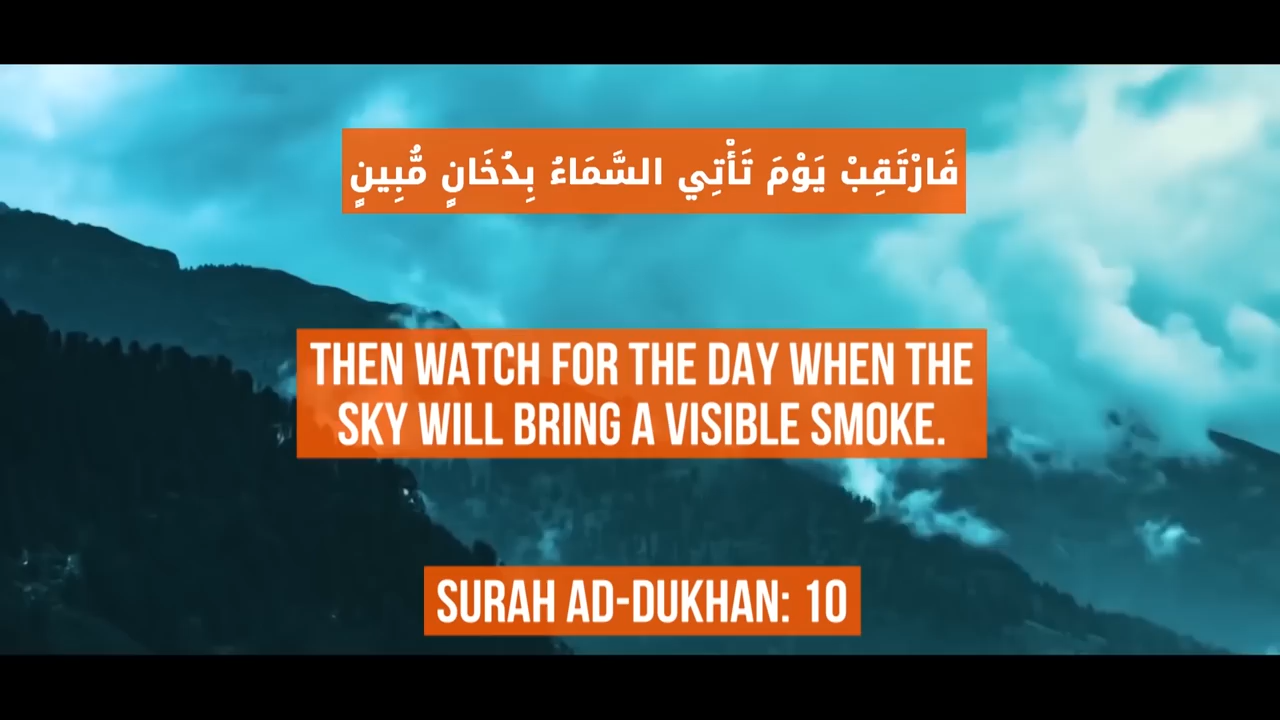 فَارْتَقِبْ يَوْمَ تَأْتِي السَّمَاءُ بِدُخَانٍ مُّبِينٍ
THEN WATCH FOR THE DAY WHEN THE
SKY WILL BRING A VISIBLE SMOKE.
SURAH AD-DUKHAN: 10